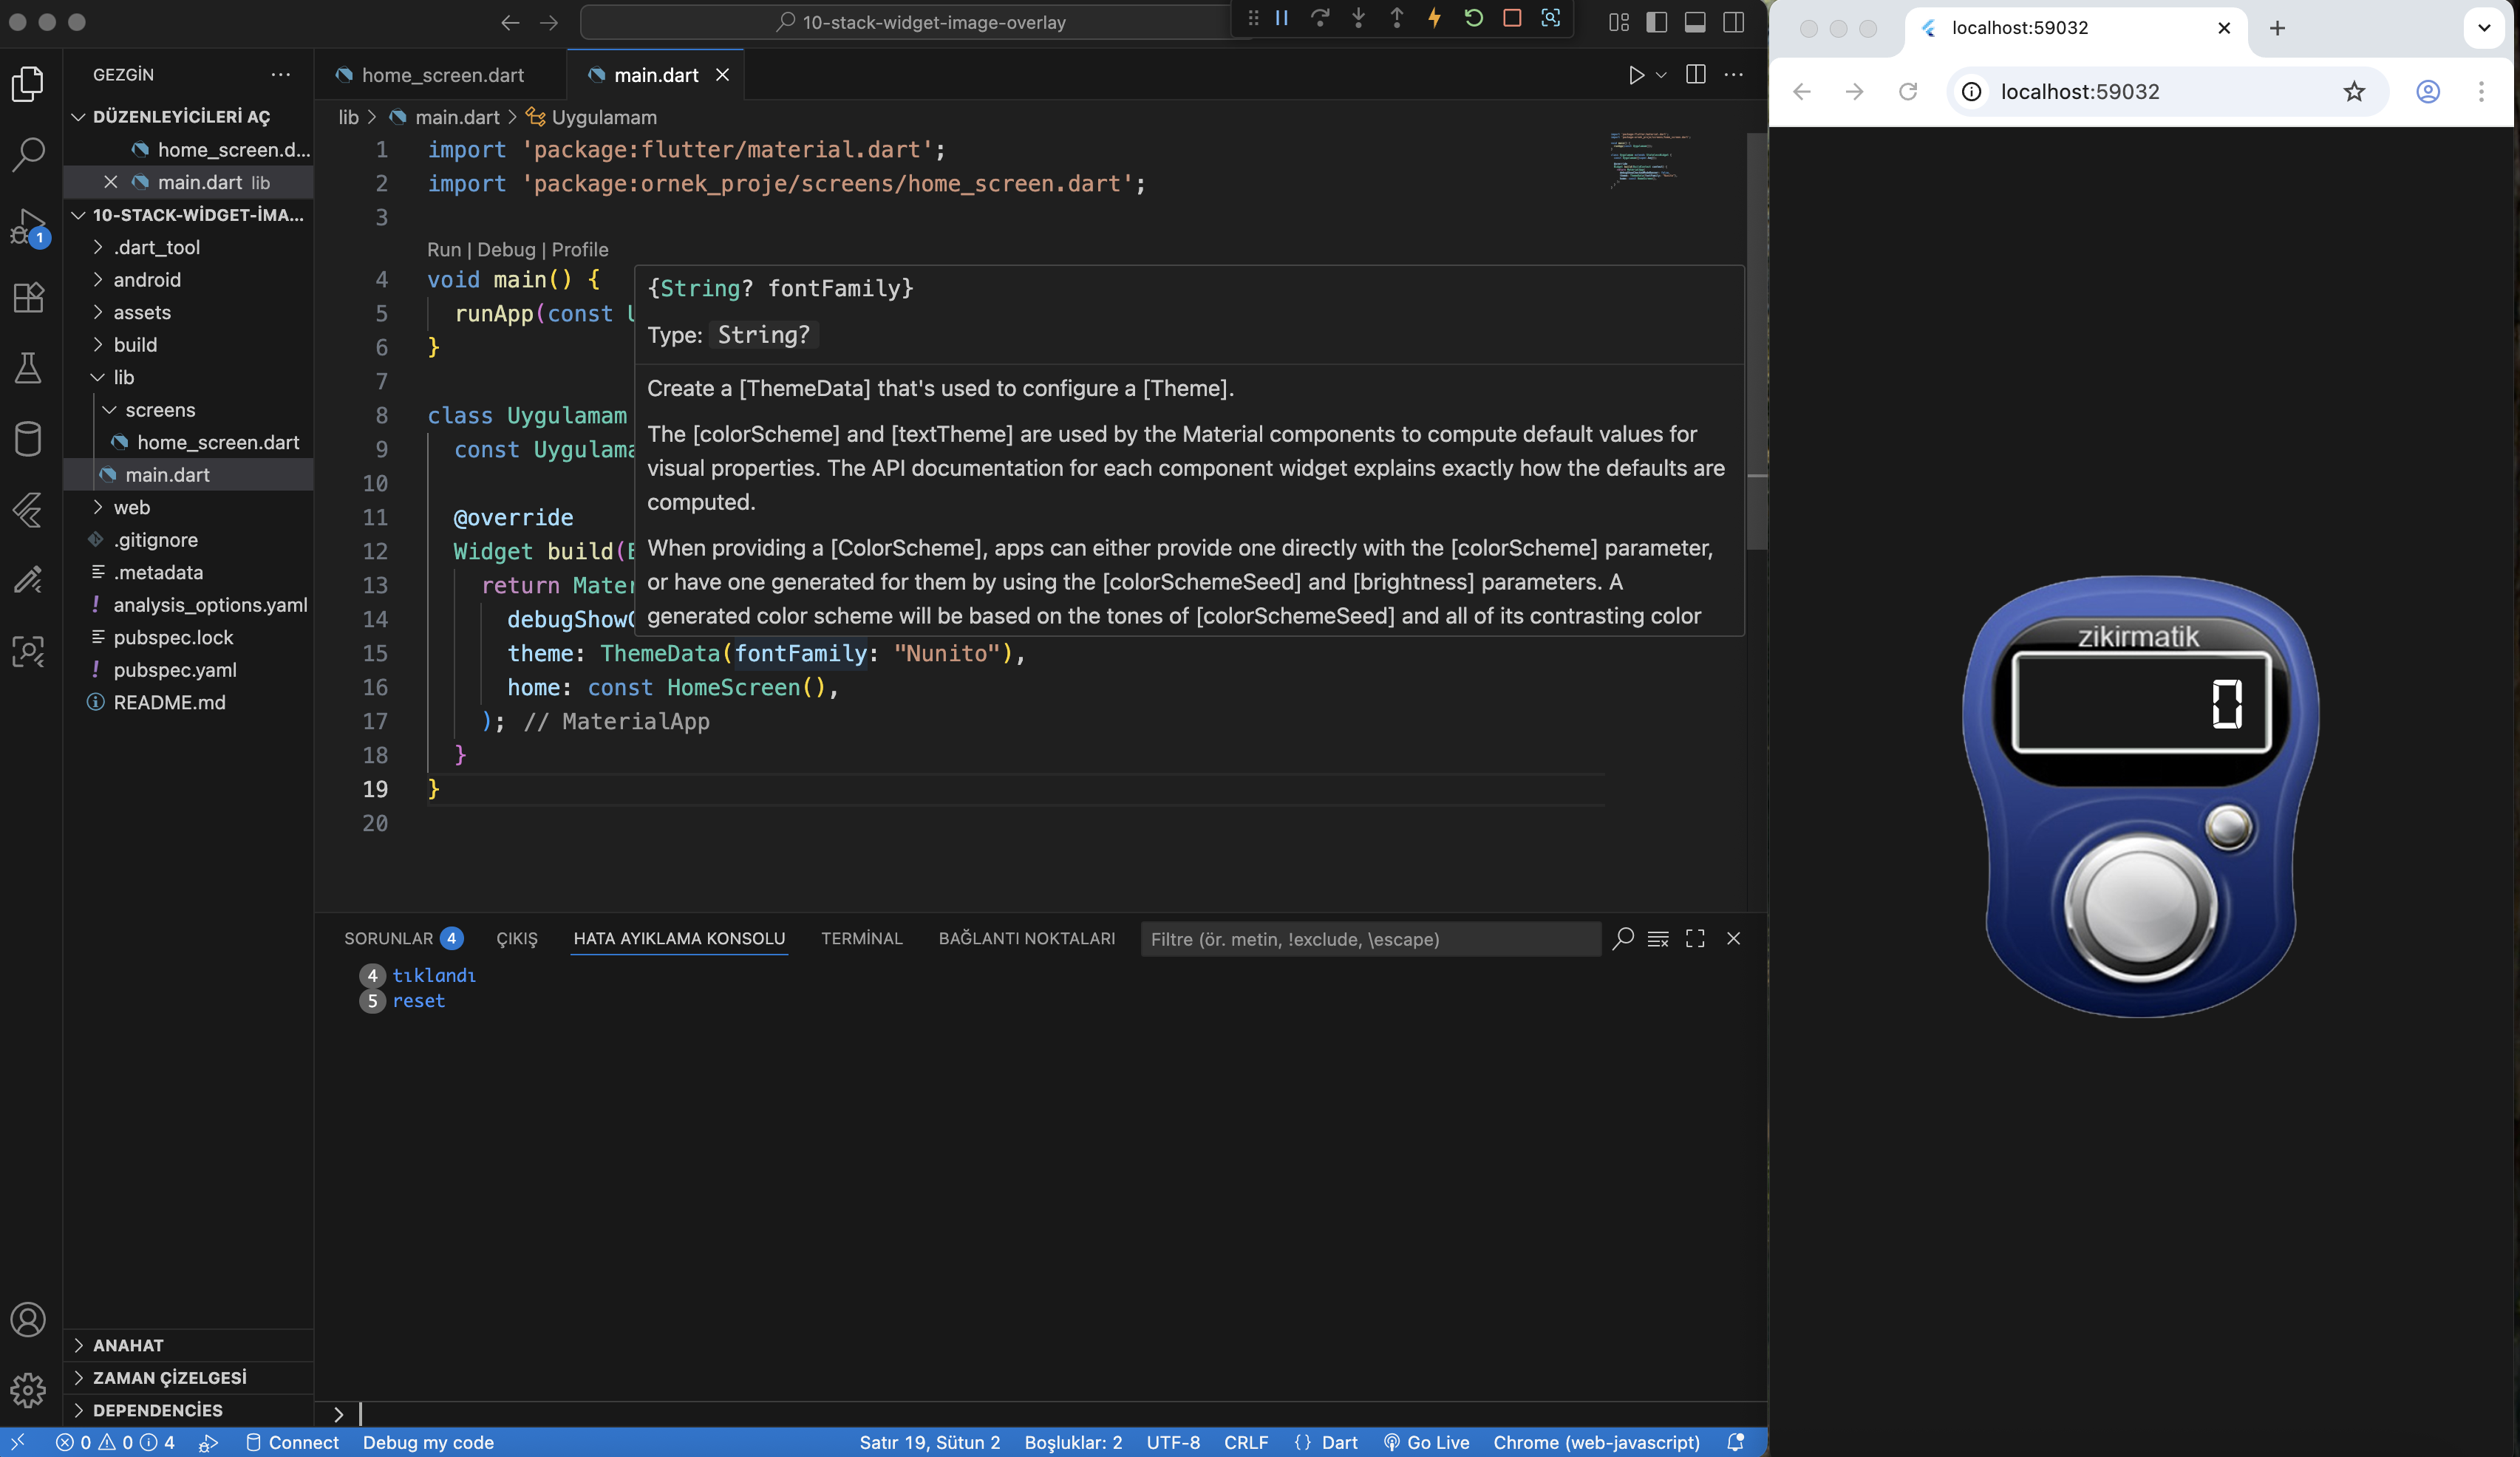 10-stack-widget-image-overlay
GEZGİN
DÜZENLEYİCİLERİ AÇ
home_screen.d...
main.dart lib
10-STACK-WİDGET-İMA...
.dart_tool
android
assets
build
lib
screens
home_screen.dart
main.dart
web
.gitignore
.metadata
analysis_options.yaml
pubspec.lock
pubspec.yaml
README.md
ANAHAT
ZAMAN ÇİZELGESİ
DEPENDENCİES
1
home_screen.dart
main.dart
lib > main.dart > Uygulamam
1 import 'package:flutter/material.dart';
2 import 'package:ornek_proje/screens/home_screen.dart';
3
Run | Debug | Profile
4 void main() {
5 runApp(const
6 }
7
8 class Uygulamam
9 const Uygulama
10
11 @override
12 Widget build(
13 return Mater
14 debugShow
15 theme: ThemeData(fontFamily: "Nunito"),
16 home: const HomeScreen(),
17 ); // MaterialApp
18 }
19 }
20
{String? fontFamily}
Type: String?
Create a [ThemeData] that's used to configure a [Theme].
The [colorScheme] and [textTheme] are used by the Material components to compute default values for
visual properties. The API documentation for each component widget explains exactly how the defaults are
computed.
When providing a [ColorScheme], apps can either provide one directly with the [colorScheme] parameter,
or have one generated for them by using the [colorSchemeSeed] and [brightness] parameters. A
generated color scheme will be based on the tones of [colorSchemeSeed] and all of its contrasting color
SORUNLAR 4 ÇIKIŞ HATA AYIKLAMA KONSOLU TERMİNAL BAĞLANTI NOKTALARI Filtre (ör. metin, !exclude, \escape)
4 tıklandı
5 reset
>
0 0 4 Connect Debug my code Satır 19, Sütun 2 Boşluklar: 2 UTF-8 CRLF {} Dart Go Live Chrome (web-javascript)
localhost:59032
localhost:59032
zikirmatik
0